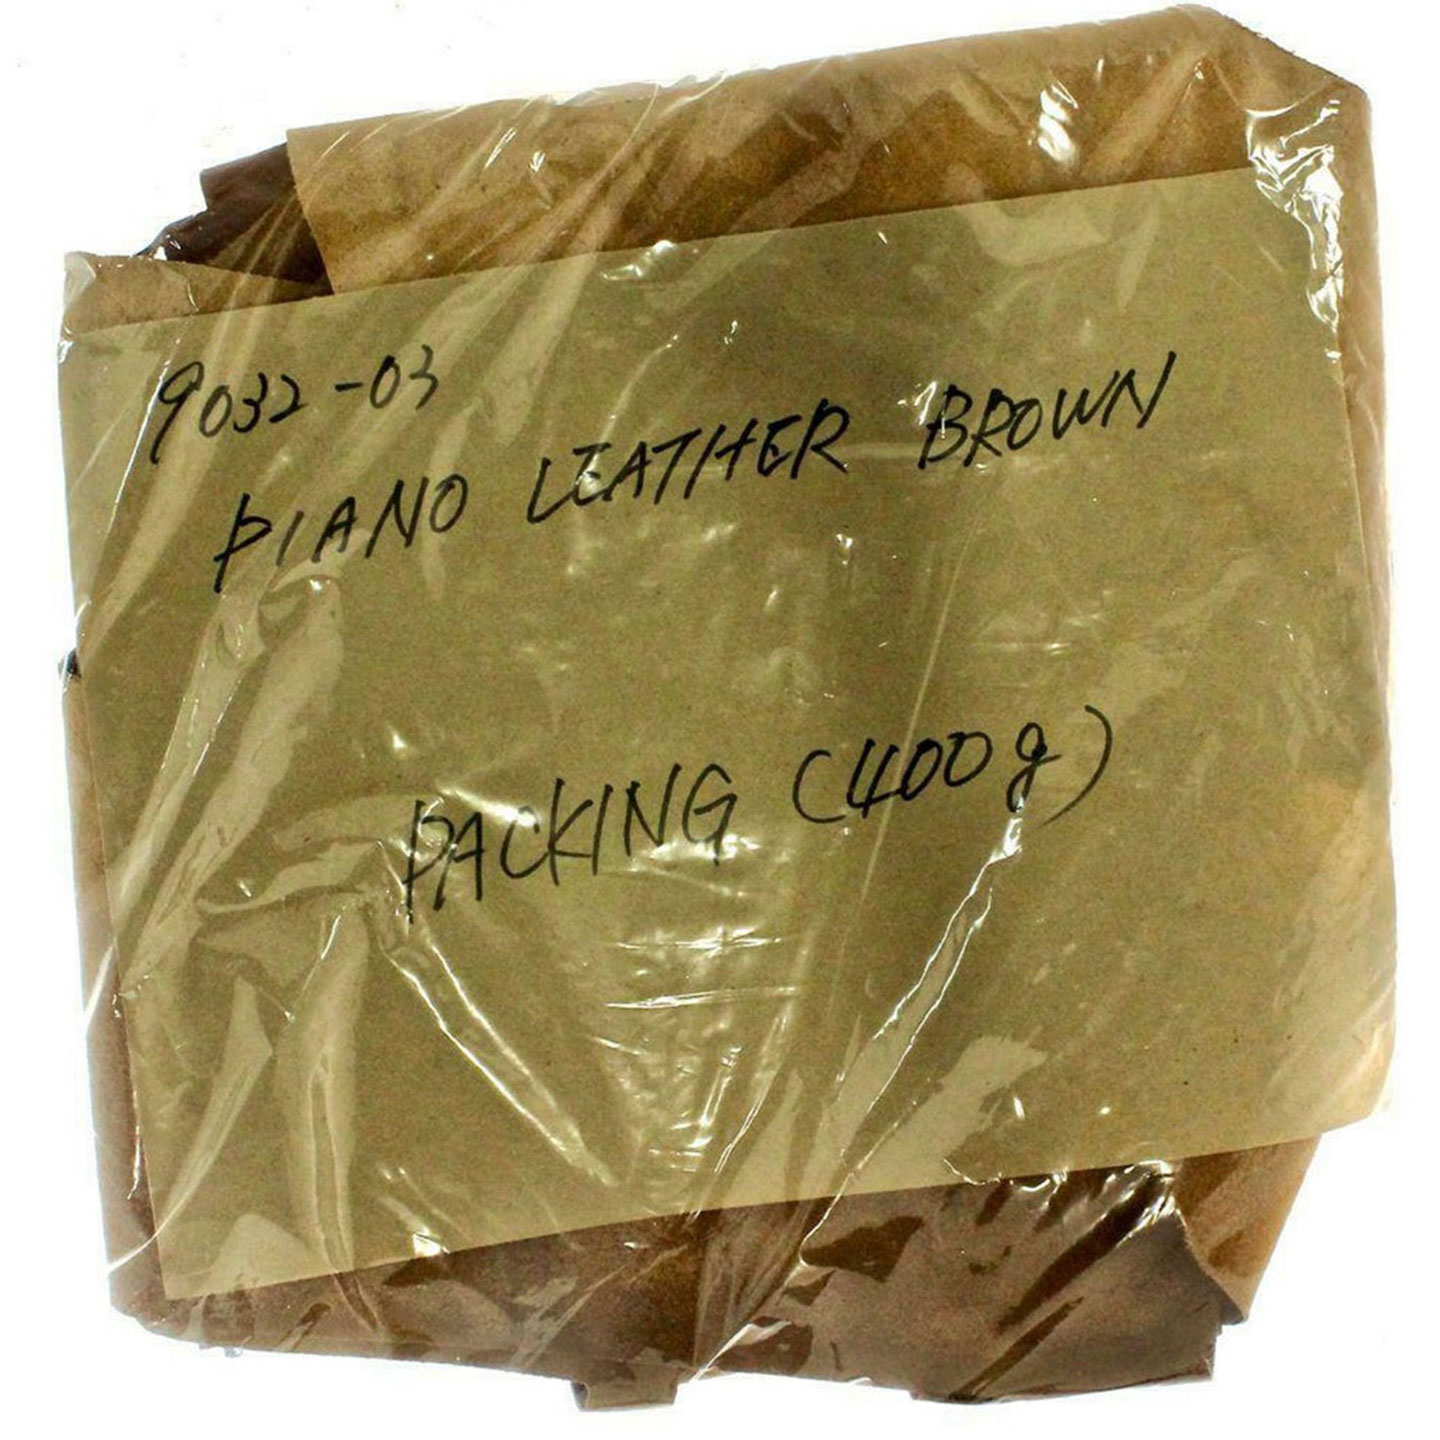 9032-03
PIANO LEATHER BROWN
PACKING (400g)